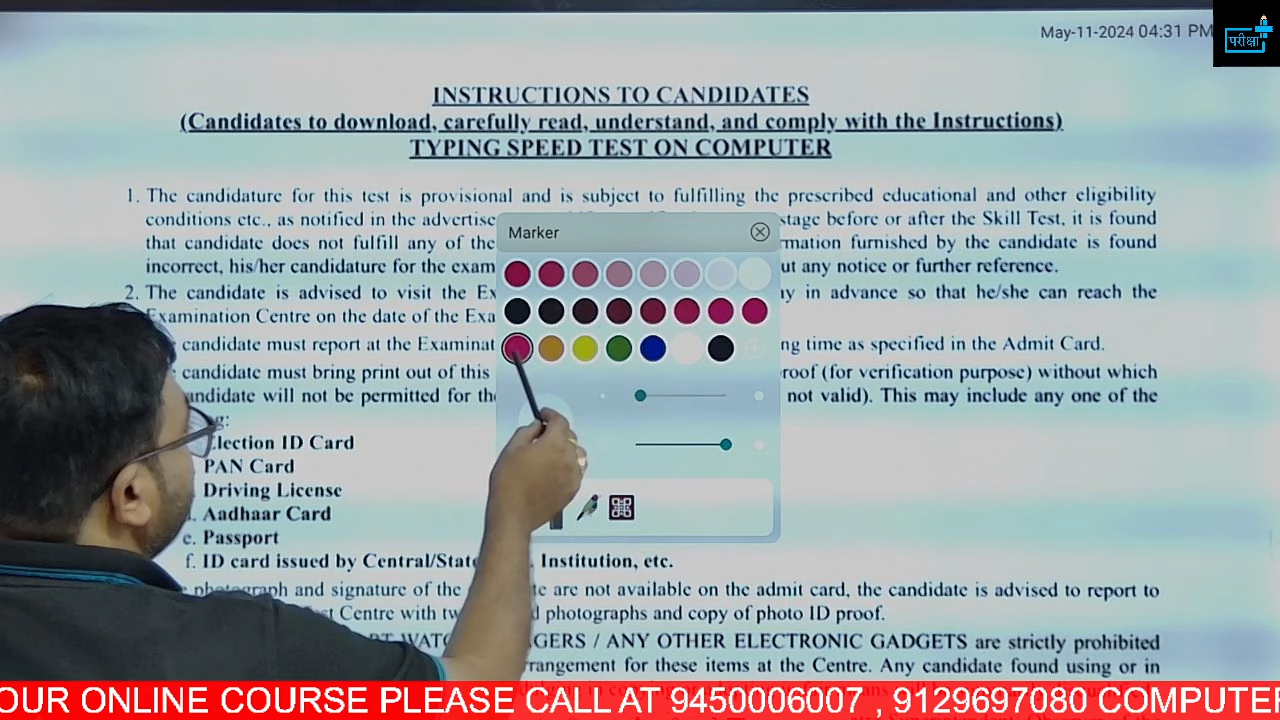 May-11-2024 04:31 PM
परीक्षा
INSTRUCTIONS TO CANDIDATES
(Candidates to download, carefully read, understand, and comply with the Instructions)
TYPING SPEED TEST ON COMPUTER
1. The candidature for this test is provisional and is subject to fulfilling the prescribed educational and other eligibility
conditions etc., as notified in the advertise stage before or after the Skill Test, it is found
that candidate does not fulfill any of the rmation furnished by the candidate is found
incorrect, his/her candidature for the exam ut any notice or further reference.
Marker
2. The candidate is advised to visit the Ex y in advance so that he/she can reach the
Examination Centre on the date of the Exa
candidate must report at the Examinat ng time as specified in the Admit Card.
candidate must bring print out of this roof (for verification purpose) without which
andidate will not be permitted for the not valid). This may include any one of the
g:
Election ID Card
PAN Card
Driving License
Aadhaar Card
e. Passport
f. ID card issued by Central/State Institution, etc.
photograph and signature of the te are not available on the admit card, the candidate is advised to report to
t Centre with tw d photographs and copy of photo ID proof.
RT WATC GERS / ANY OTHER ELECTRONIC GADGETS are strictly prohibited
rrangement for these items at the Centre. Any candidate found using or in
OUR ONLINE COURSE PLEASE CALL AT 9450006007 , 9129697080 COMPUTER